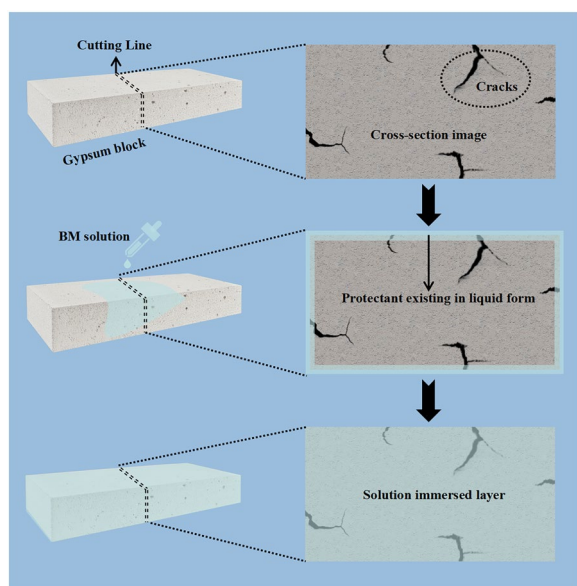 Cutting Line
Cracks
Cross-section image
Gypsum block
BM solution
Protectant existing in liquid form
Solution immersed layer